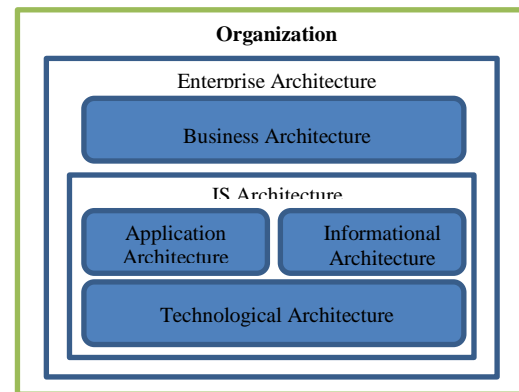 Organization
Enterprise Architecture
Business Architecture
IS Architecture
Application
Architecture
Informational
Architecture
Technological Architecture